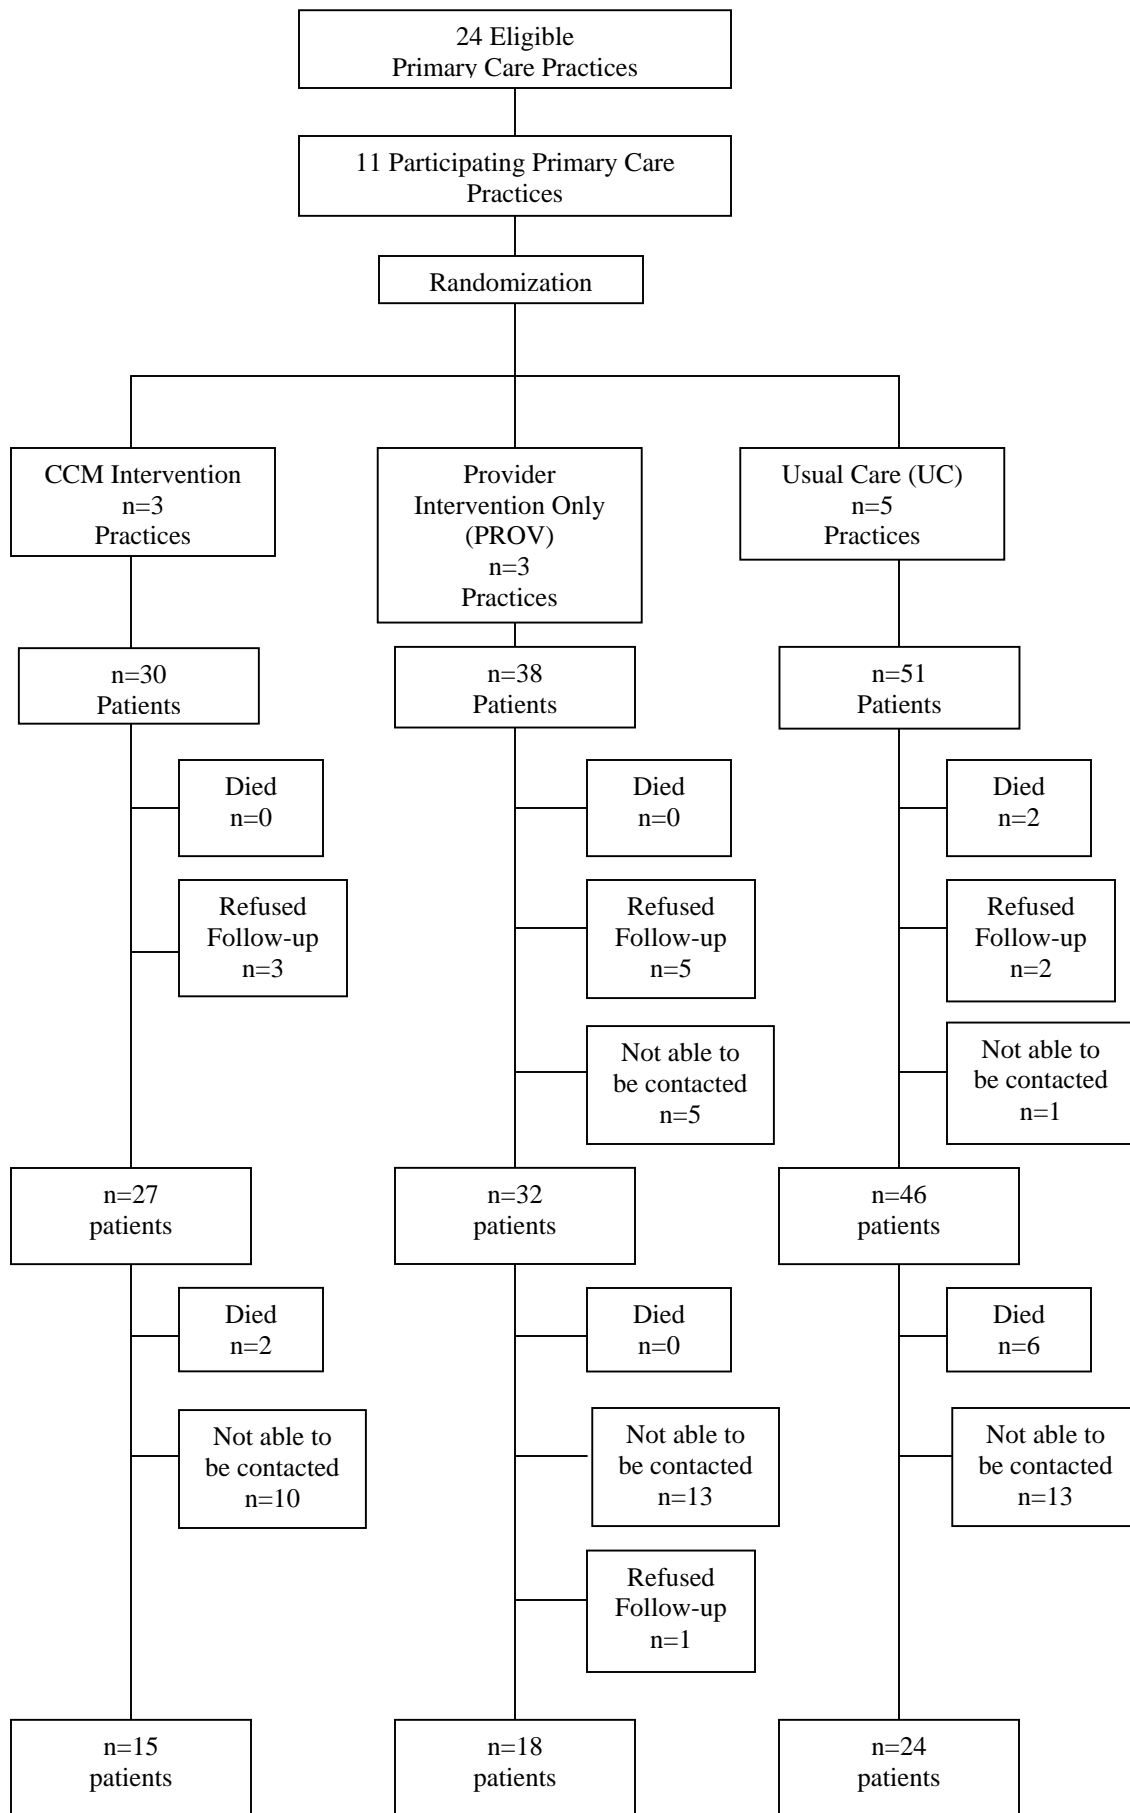 24 Eligible
Primary Care Practices
11 Participating Primary Care
Practices
Randomization
CCM Intervention
n=3
Practices
Provider
Intervention Only
(PROV)
n=3
Practices
Usual Care (UC)
n=5
Practices
n=30
Patients
n=38
Patients
n=51
Patients
Died
n=0
Died
n=0
Died
n=2
Refused
Follow-up
n=3
Refused
Follow-up
n=5
Refused
Follow-up
n=2
Not able to
be contacted
n=5
Not able to
be contacted
n=1
n=27
patients
n=32
patients
n=46
patients
Died
n=2
Died
n=0
Died
n=6
Not able to
be contacted
n=10
Not able to
be contacted
n=13
Not able to
be contacted
n=13
Refused
Follow-up
n=1
n=15
patients
n=18
patients
n=24
patients